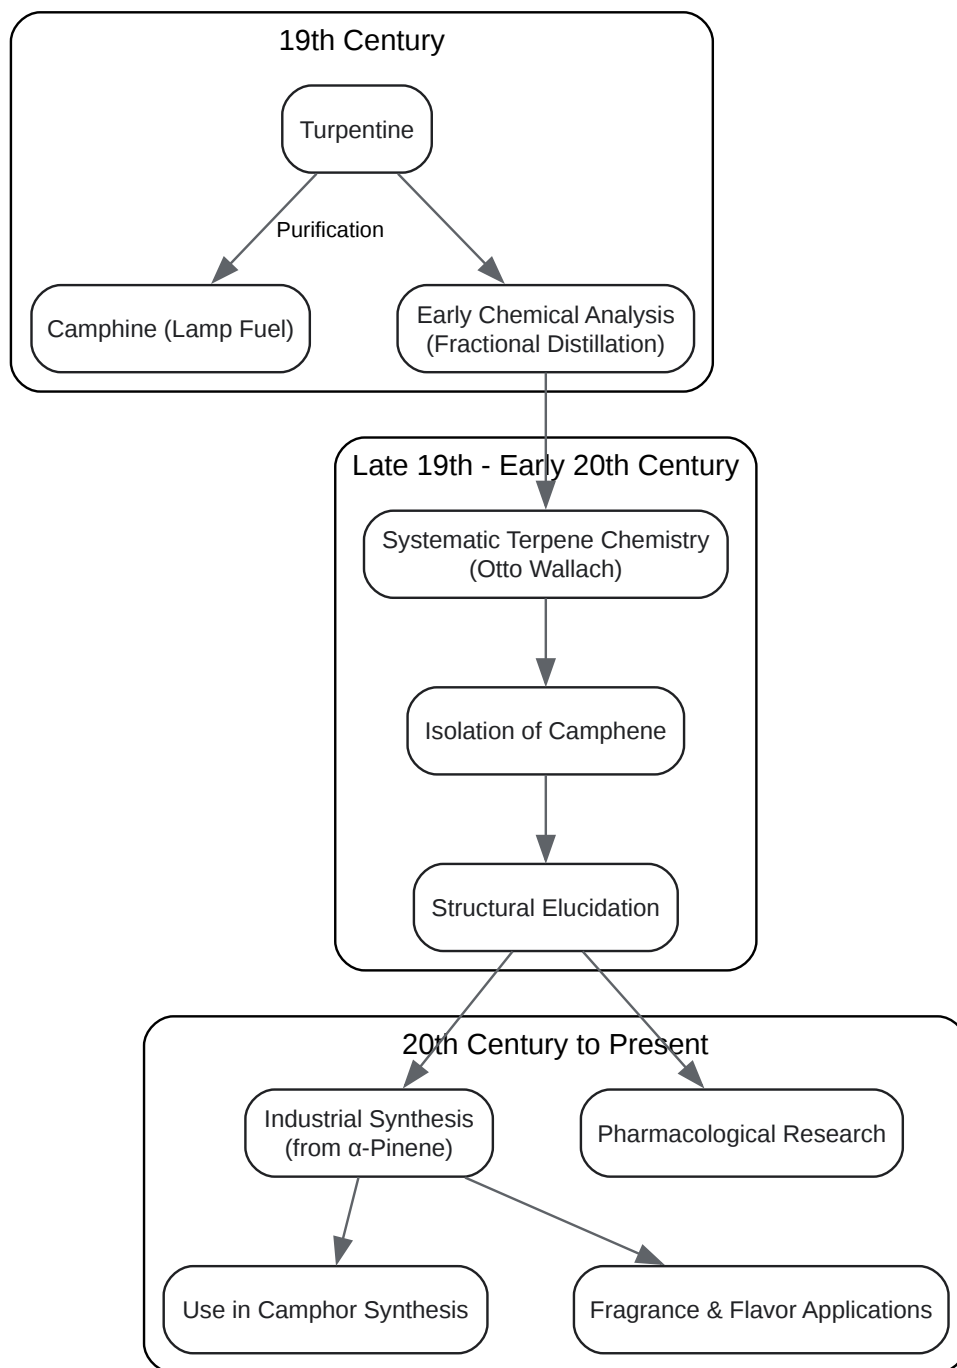 19th Century
Turpentine
Purification
Camphine (Lamp Fuel)
Early Chemical Analysis
(Fractional Distillation)
Late 19th - Early 20th Century
Systematic Terpene Chemistry
(Otto Wallach)
Isolation of Camphene
Structural Elucidation
20th Century to Present
Industrial Synthesis
(from α-Pinene)
Pharmacological Research
Use in Camphor Synthesis
Fragrance & Flavor Applications